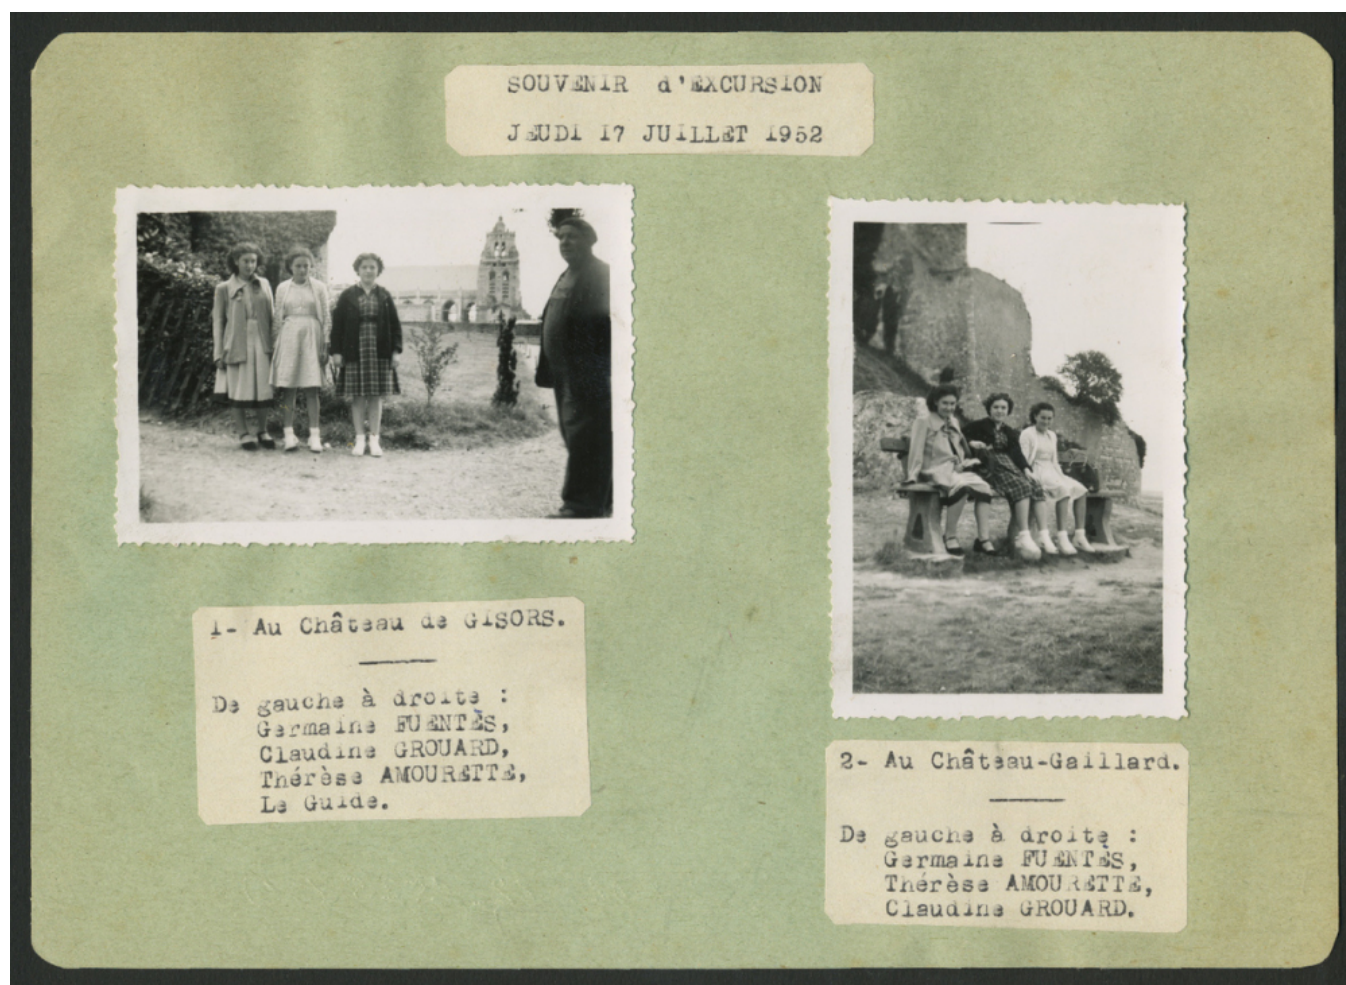 SOUVENIR d'EXCURSION
JEUDI 17 JUILLET 1952
1- Au Château de GISORS.
De gauche à droite :
Germaine FUENTÈS,
Claudine GROUARD,
Thérèse AMOURETTE,
Le Guide.
2- Au Château-Gaillard.
De gauche à droite :
Germaine FUENTÈS,
Thérèse AMOURETTE,
Claudine GROUARD.